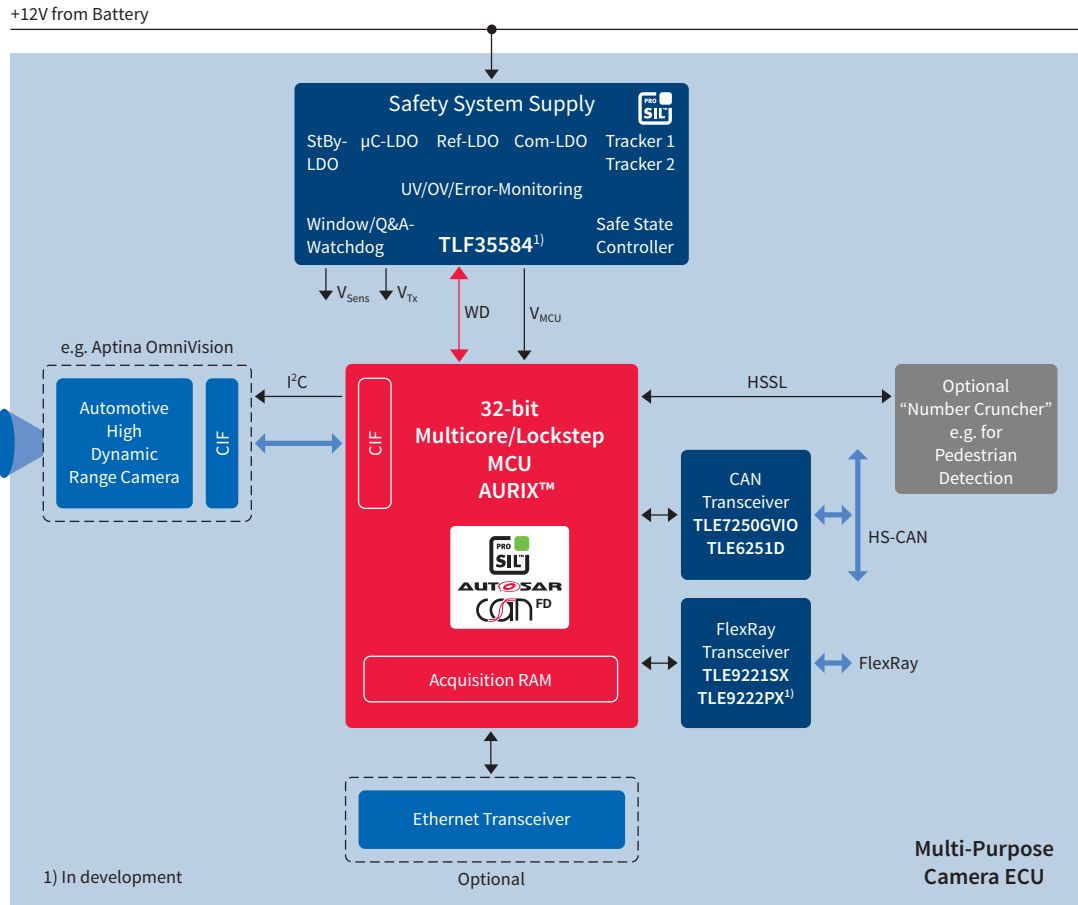 +12V from Battery
Safety System Supply
PRO
SIL™
StBy-
LDO
µC-LDO
Ref-LDO
Com-LDO
Tracker 1
Tracker 2
UV/OV/Error-Monitoring
Window/Q&A-
Watchdog
TLF35584¹⁾
Safe State
Controller
V_Sens
V_Tx
WD
V_MCU
e.g. Aptina OmniVision
Automotive
High
Dynamic
Range Camera
CIF
I²C
CIF
32-bit
Multicore/Lockstep
MCU
AURIX™
PRO
SIL™
AUTOSAR
CAN FD
Acquisition RAM
HSSL
Optional
“Number Cruncher”
e.g. for
Pedestrian
Detection
CAN
Transceiver
TLE7250GVIO
TLE6251D
HS-CAN
FlexRay
Transceiver
TLE9221SX
TLE9222PX¹⁾
FlexRay
Ethernet Transceiver
Optional
1) In development
Multi-Purpose
Camera ECU